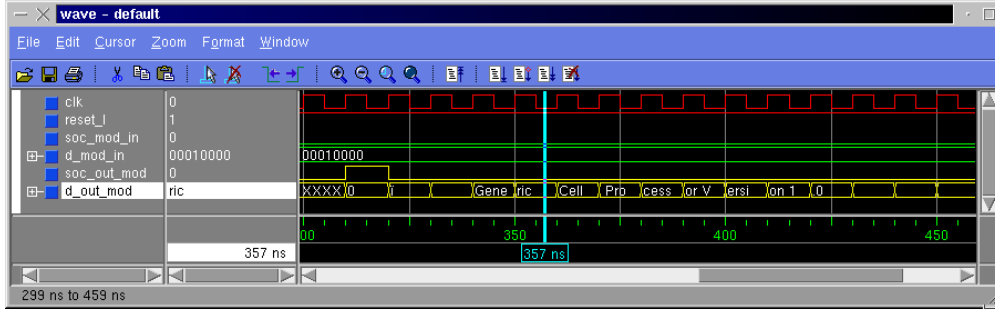 wave - default
File Edit Cursor Zoom Format Window
clk 0
reset_l 1
soc_mod_in 0
d_mod_in 00010000 00010000
soc_out_mod 0
d_out_mod ric XXXX 0 ï Gene ric Cell Pro cess or V ersi on 1 .0
00 350 400 450
357 ns 357 ns
299 ns to 459 ns